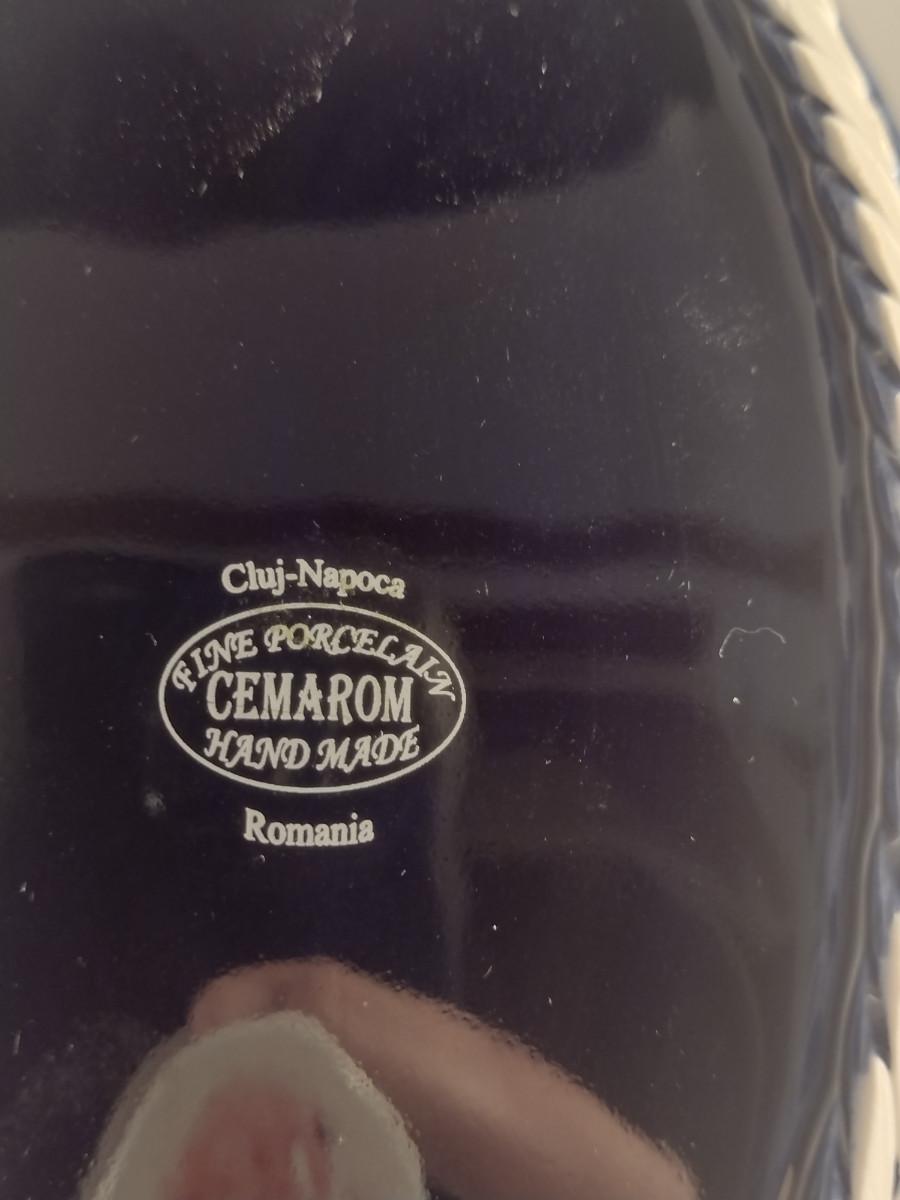 Cluj-Napoca
FINE PORCELAIN
CEMAROM
HAND MADE
Romania